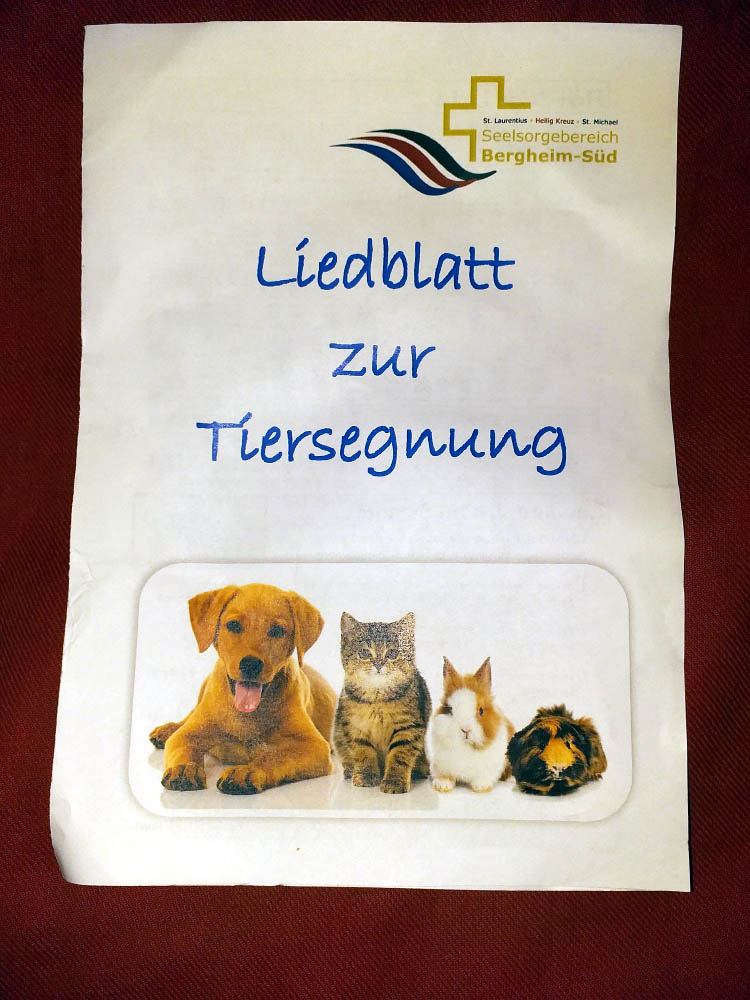 St. Laurentius • Heilig Kreuz • St. Michael
Seelsorgebereich
Bergheim-Süd
Liedblatt
zur
Tiersegnung